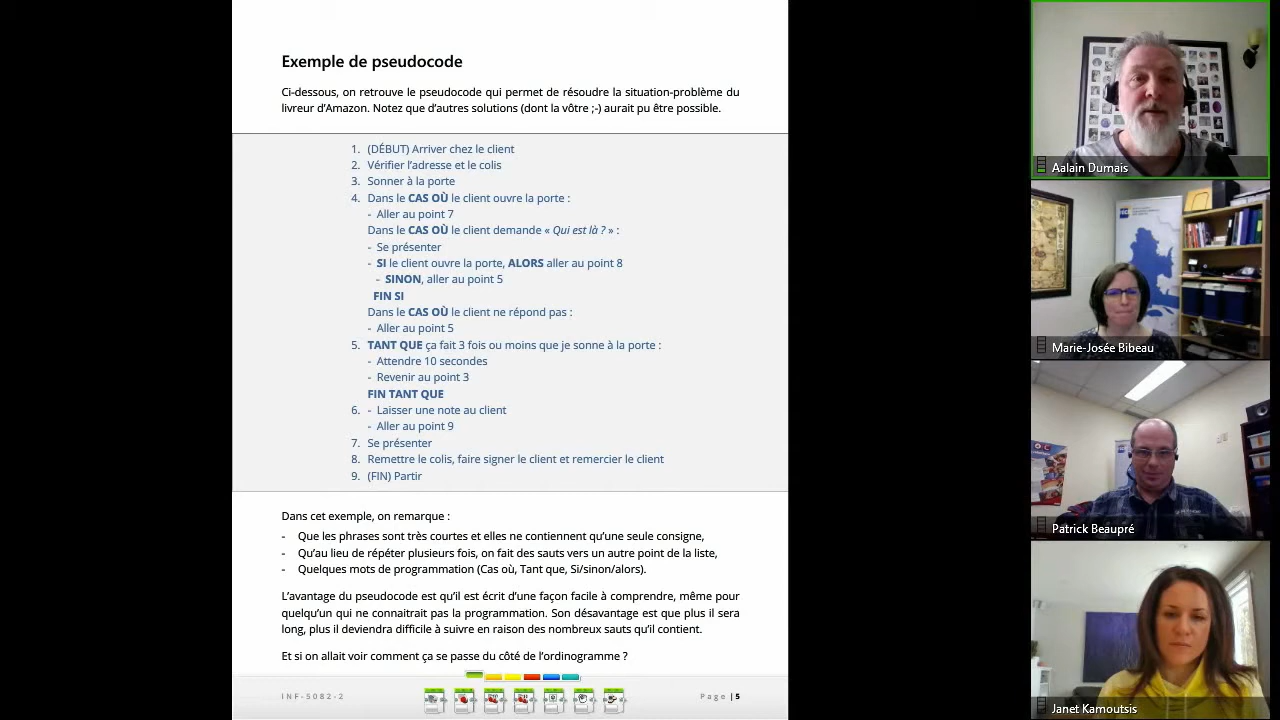 Exemple de pseudocode
Ci-dessous, on retrouve le pseudocode qui permet de résoudre la situation-problème du
livreur d'Amazon. Notez que d'autres solutions (dont la vôtre ;-) aurait pu être possible.
1. (DÉBUT) Arriver chez le client
2. Vérifier l'adresse et le colis
3. Sonner à la porte
4. Dans le CAS OÙ le client ouvre la porte :
- Aller au point 7
Dans le CAS OÙ le client demande « Qui est là ? » :
- Se présenter
- SI le client ouvre la porte, ALORS aller au point 8
- SINON, aller au point 5
FIN SI
Dans le CAS OÙ le client ne répond pas :
- Aller au point 5
5. TANT QUE ça fait 3 fois ou moins que je sonne à la porte :
- Attendre 10 secondes
- Revenir au point 3
FIN TANT QUE
6. - Laisser une note au client
- Aller au point 9
7. Se présenter
8. Remettre le colis, faire signer le client et remercier le client
9. (FIN) Partir
Dans cet exemple, on remarque :
- Que les phrases sont très courtes et elles ne contiennent qu'une seule consigne,
- Qu'au lieu de répéter plusieurs fois, on fait des sauts vers un autre point de la liste,
- Quelques mots de programmation (Cas où, Tant que, Si/sinon/alors).
L'avantage du pseudocode est qu'il est écrit d'une façon facile à comprendre, même pour
quelqu'un qui ne connaitrait pas la programmation. Son désavantage est que plus il sera
long, plus il deviendra difficile à suivre en raison des nombreux sauts qu'il contient.
Et si on allait voir comment ça se passe du côté de l'ordinogramme ?
INF-5082-2
Page | 5
Aalain Dumais
Marie-Josée Bibeau
Patrick Beaupré
Janet Kamoutsis